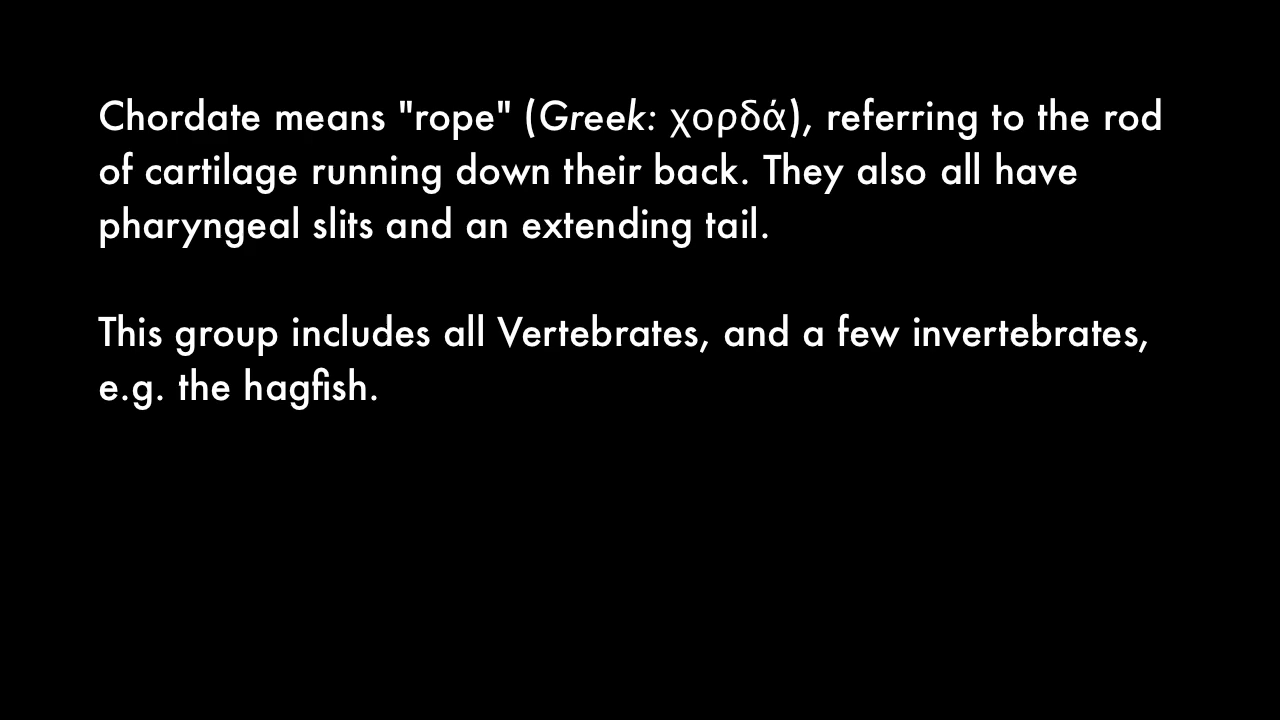 Chordate means "rope" (Greek: χορδά), referring to the rod
of cartilage running down their back. They also all have
pharyngeal slits and an extending tail.
This group includes all Vertebrates, and a few invertebrates,
e.g. the hagfish.